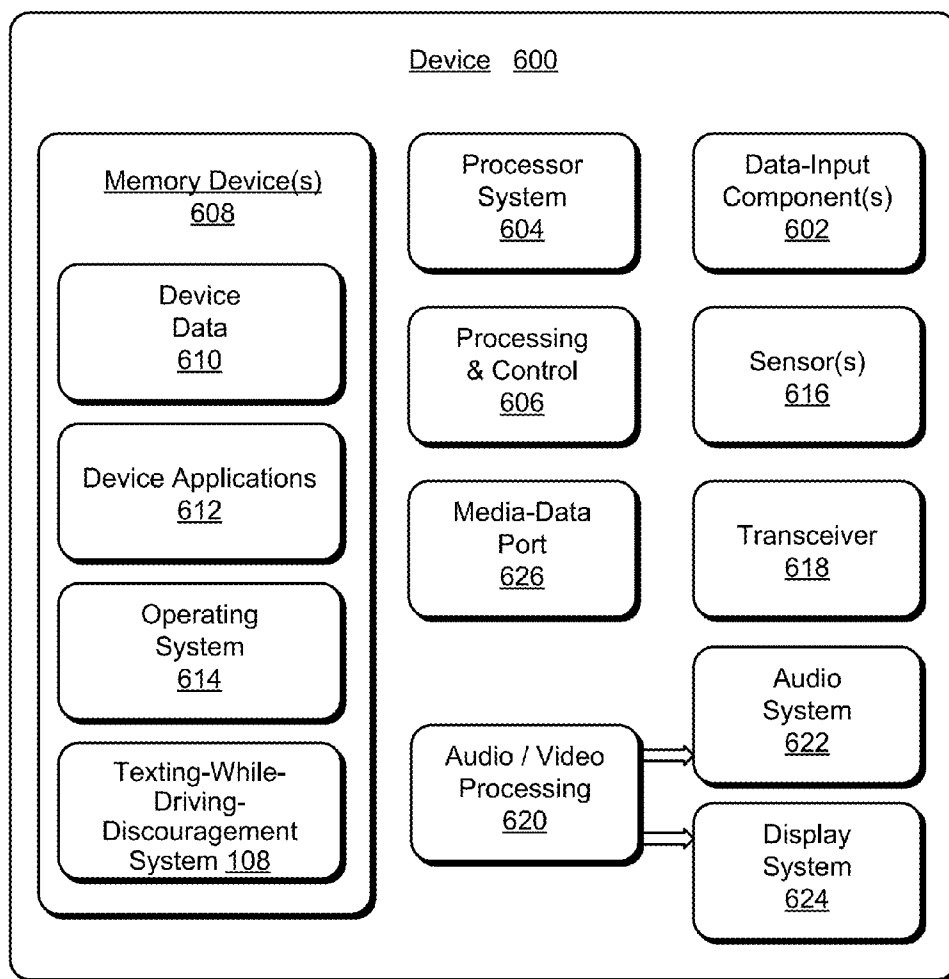 Device 600
Memory Device(s)
608
Device
Data
610
Device Applications
612
Operating
System
614
Texting-While-
Driving-
Discouragement
System 108
Processor
System
604
Data-Input
Component(s)
602
Processing
& Control
606
Sensor(s)
616
Media-Data
Port
626
Transceiver
618
Audio / Video
Processing
620
Audio
System
622
Display
System
624